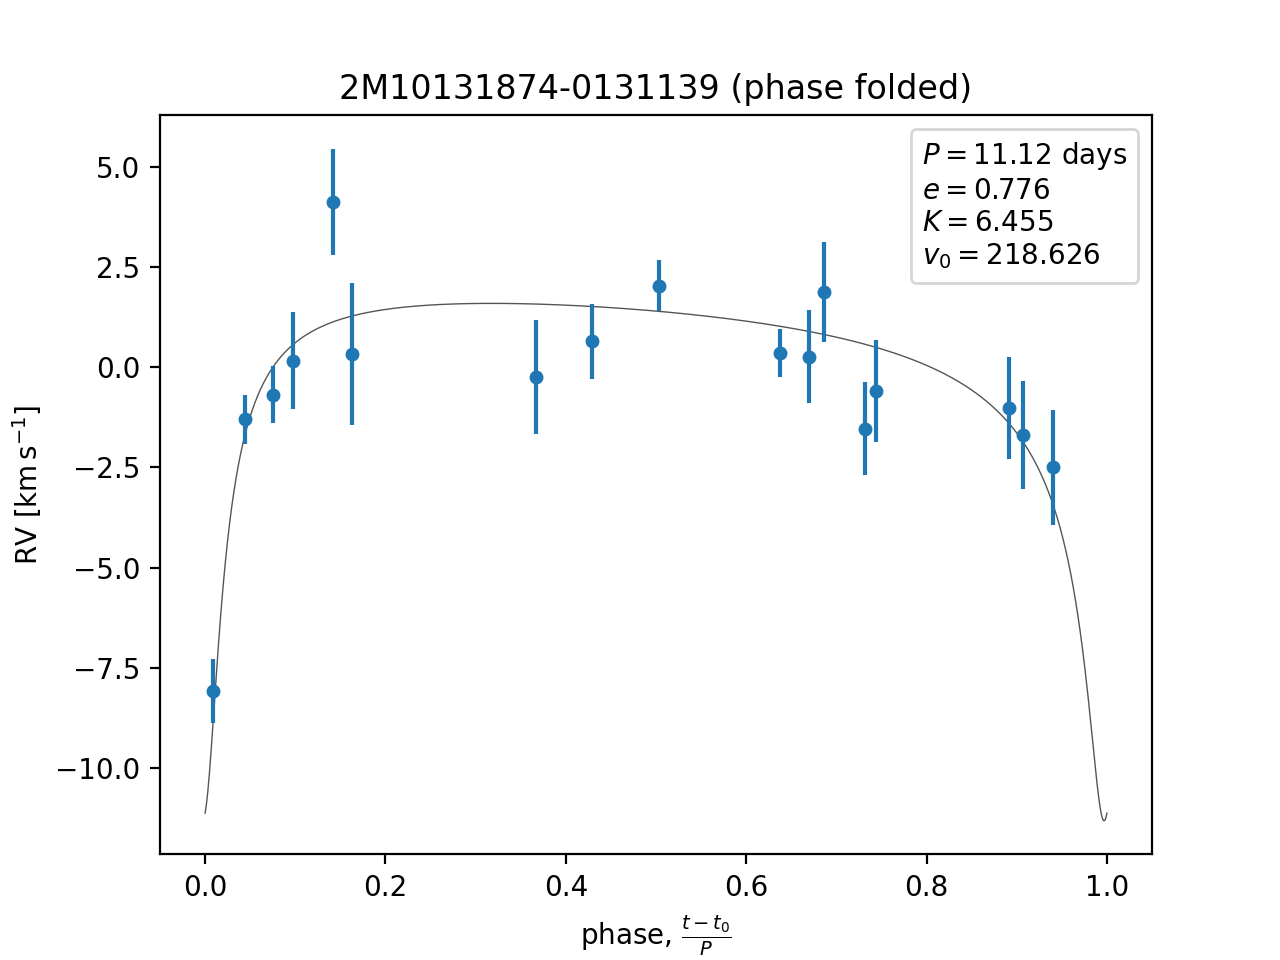 2M10131874-0131139 (phase folded)
P = 11.12 days
e = 0.776
K = 6.455
v₀ = 218.626
5.0
2.5
0.0
−2.5
−5.0
−7.5
−10.0
RV [km s⁻¹]
0.0 0.2 0.4 0.6 0.8 1.0
phase, (t − t₀)/P